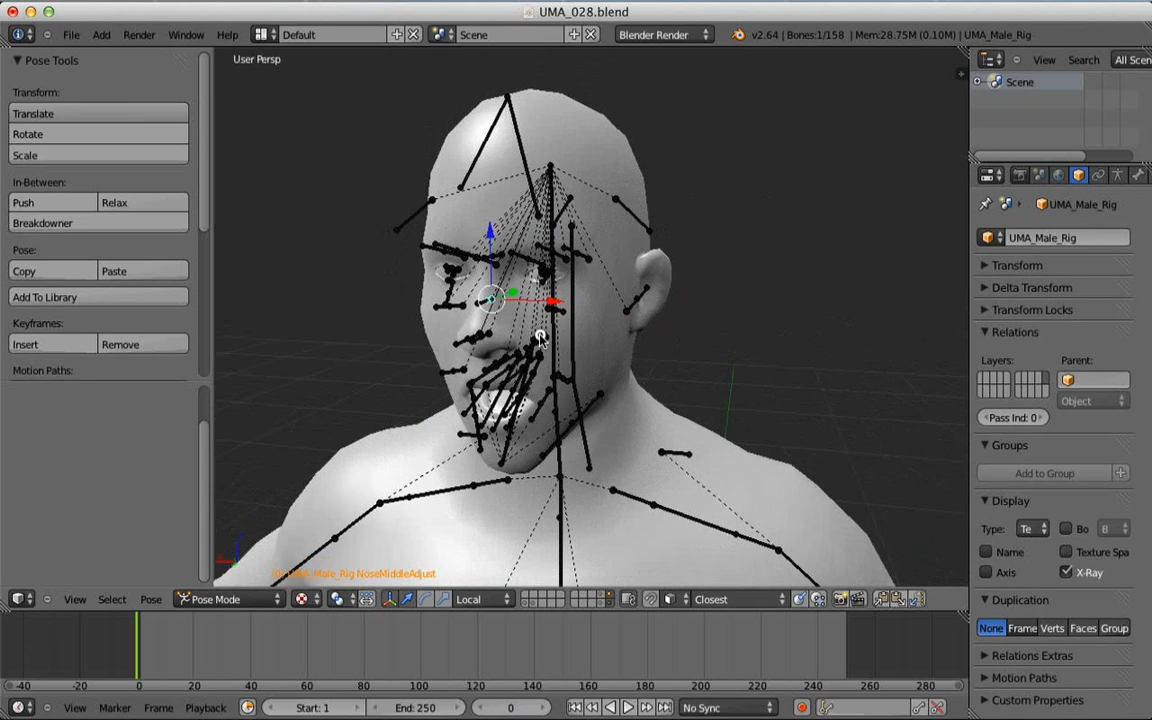 UMA_028.blend
File Add Render Window Help Default Scene Blender Render v2.64 | Bones:1/158 | Mem:28.75M (0.10M) | UMA_Male_Rig
Pose Tools
Transform:
Translate
Rotate
Scale
In-Between:
Push Relax
Breakdowner
Pose:
Copy Paste
Add To Library
Keyframes:
Insert Remove
Motion Paths:
User Persp
(0) UMA_Male_Rig NoseMiddleAdjust
View Select Pose Pose Mode Local Closest
View Search All Scen
Scene
UMA_Male_Rig
UMA_Male_Rig
Transform
Delta Transform
Transform Locks
Relations
Layers: Parent:
Object
Pass Ind: 0
Groups
Add to Group
Display
Type: Te Bo B
Name Texture Spa
Axis X-Ray
Duplication
None Frame Verts Faces Group
Relations Extras
Motion Paths
Custom Properties
-40 -20 0 20 40 60 80 100 120 140 160 180 200 220 240 260 280
View Marker Frame Playback Start: 1 End: 250 0 No Sync